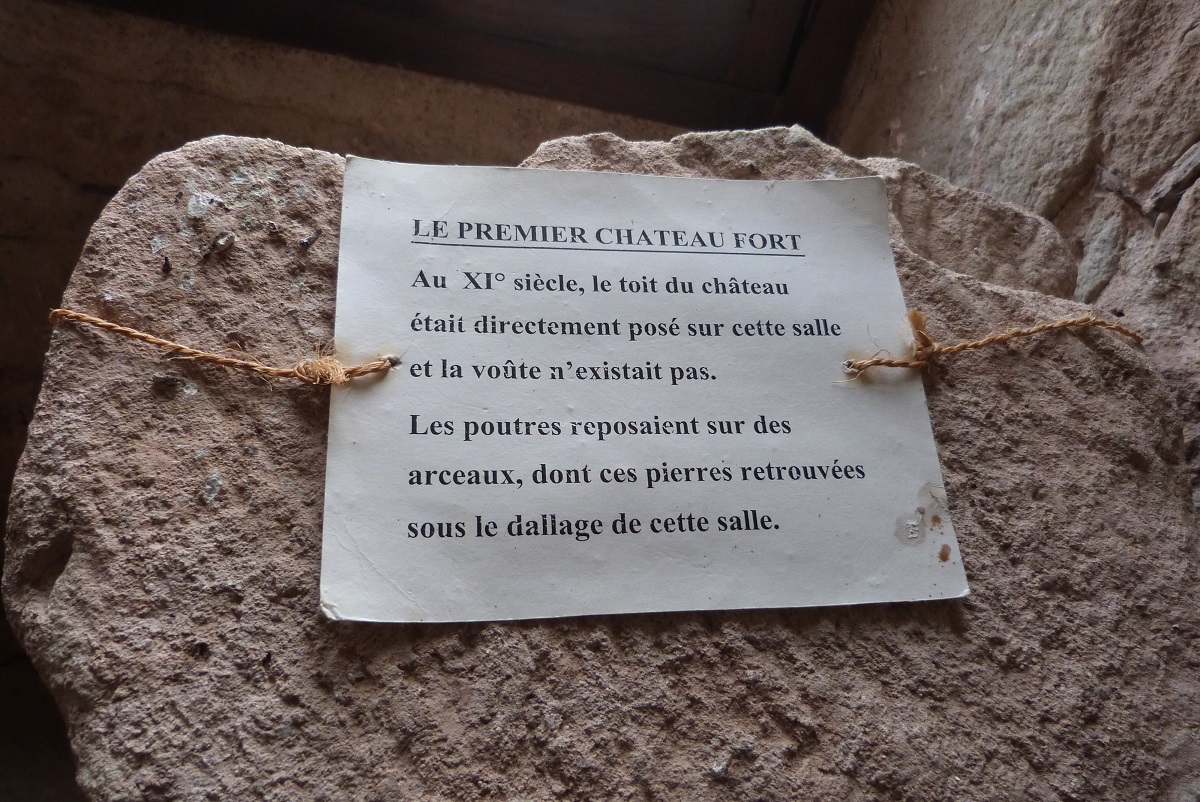 LE PREMIER CHATEAU FORT
Au XI° siècle, le toit du château
était directement posé sur cette salle
et la voûte n’existait pas.
Les poutres reposaient sur des
arceaux, dont ces pierres retrouvées
sous le dallage de cette salle.